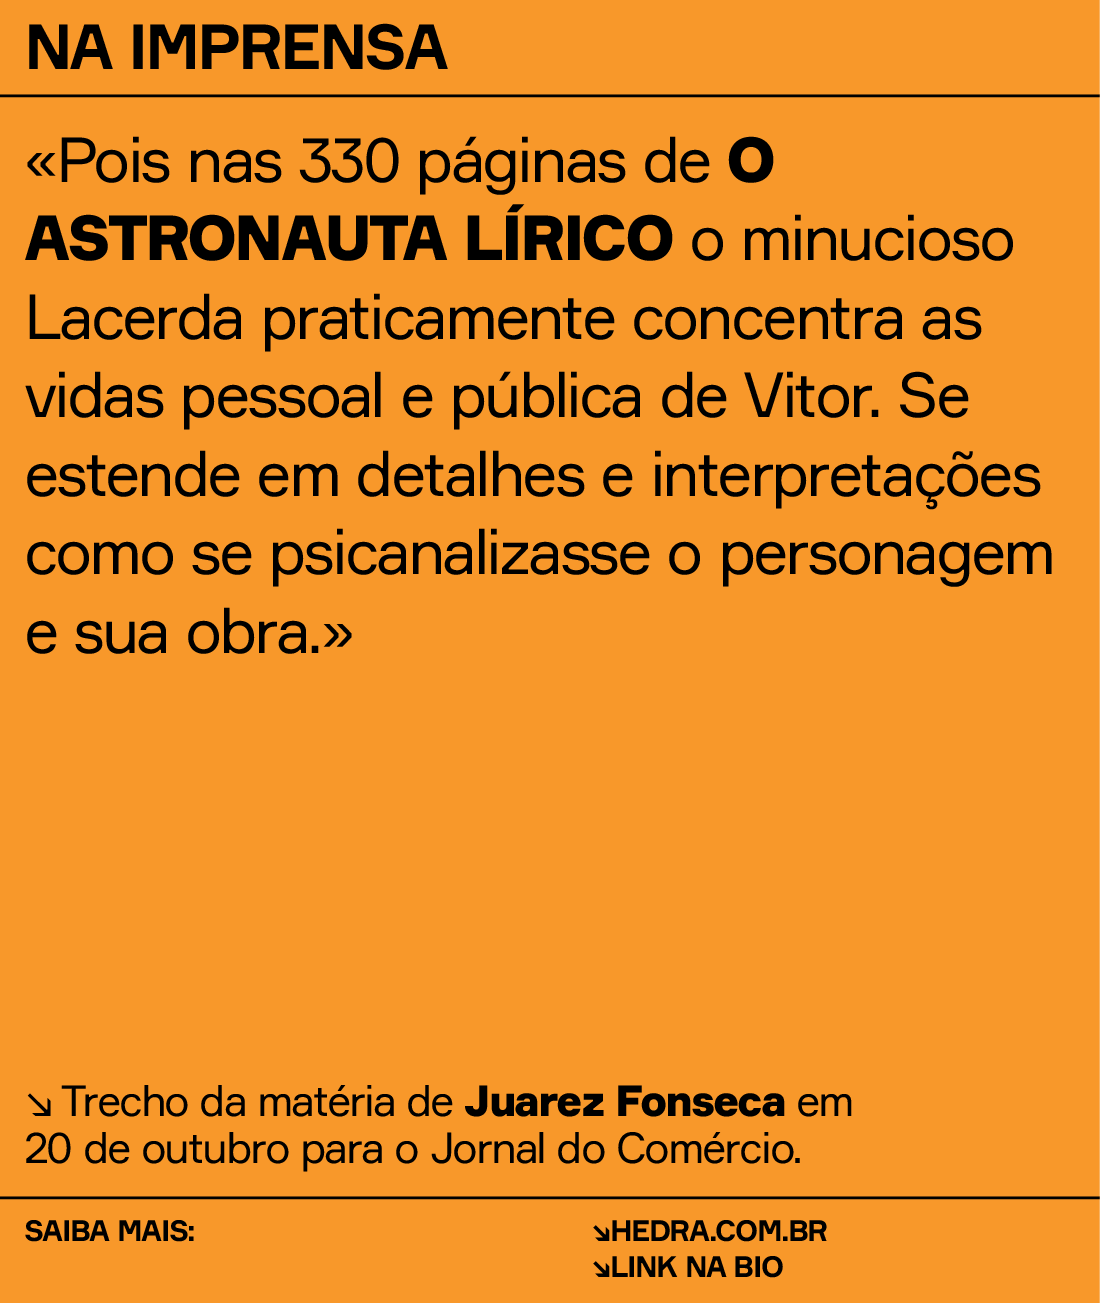 NA IMPRENSA
«Pois nas 330 páginas de O
ASTRONAUTA LÍRICO o minucioso
Lacerda praticamente concentra as
vidas pessoal e pública de Vitor. Se
estende em detalhes e interpretações
como se psicanalizasse o personagem
e sua obra.»
↘ Trecho da matéria de Juarez Fonseca em
20 de outubro para o Jornal do Comércio.
SAIBA MAIS:
↘HEDRA.COM.BR
↘LINK NA BIO